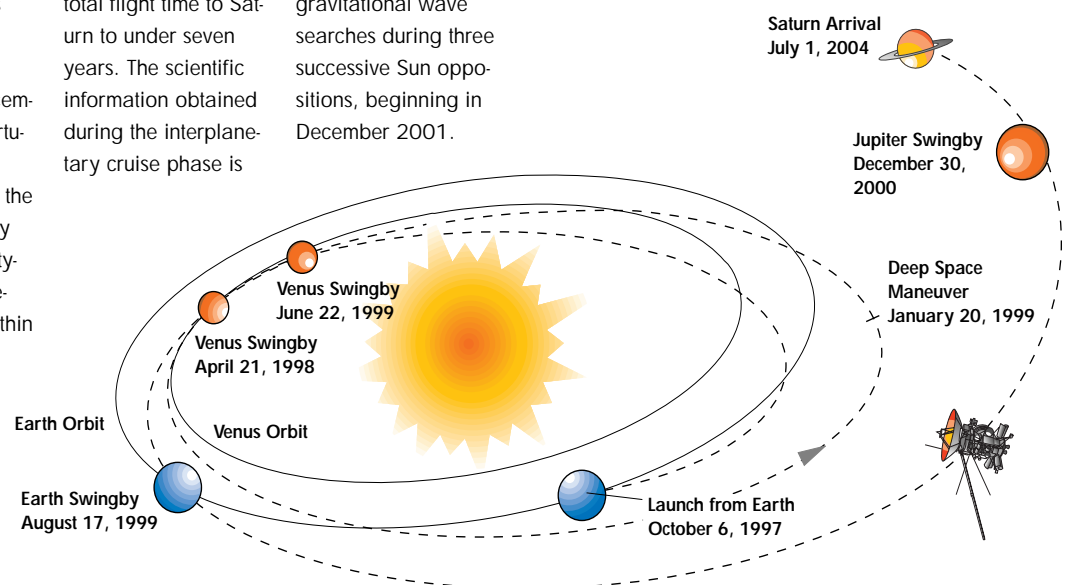 total flight time to Sat-
urn to under seven
years. The scientific
information obtained
during the interplane-
tary cruise phase is
gravitational wave
searches during three
successive Sun oppo-
sitions, beginning in
December 2001.
the
Saturn Arrival
July 1, 2004
Jupiter Swingby
December 30,
2000
Deep Space
Maneuver
January 20, 1999
Venus Swingby
June 22, 1999
Venus Swingby
April 21, 1998
Earth Orbit
Venus Orbit
Earth Swingby
August 17, 1999
Launch from Earth
October 6, 1997